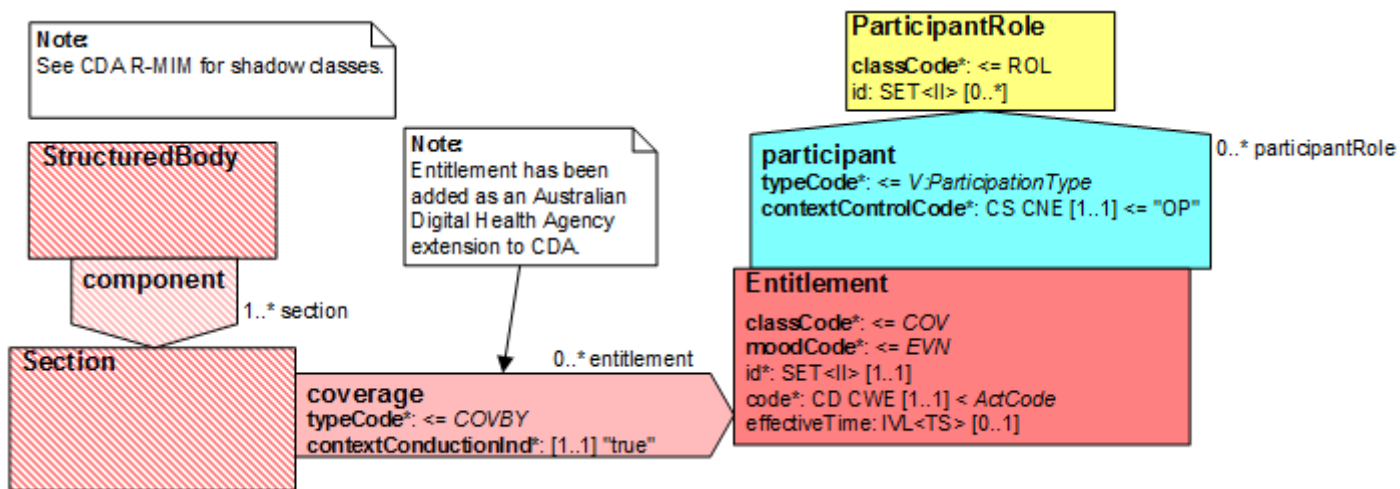 Note:
See CDA R-MIM for shadow classes.
StructuredBody
component
1..* section
Section
Note:
Entitlement has been
added as an Australian
Digital Health Agency
extension to CDA.
0..* entitlement
coverage
typeCode*: <= COVBY
contextConductionInd*: [1..1] "true"
ParticipantRole
classCode*: <= ROL
id: SET<II> [0..*]
0..* participantRole
participant
typeCode*: <= V:ParticipationType
contextControlCode*: CS CNE [1..1] <= "OP"
Entitlement
classCode*: <= COV
moodCode*: <= EVN
id*: SET<II> [1..1]
code*: CD CWE [1..1] < ActCode
effectiveTime: IVL<TS> [0..1]